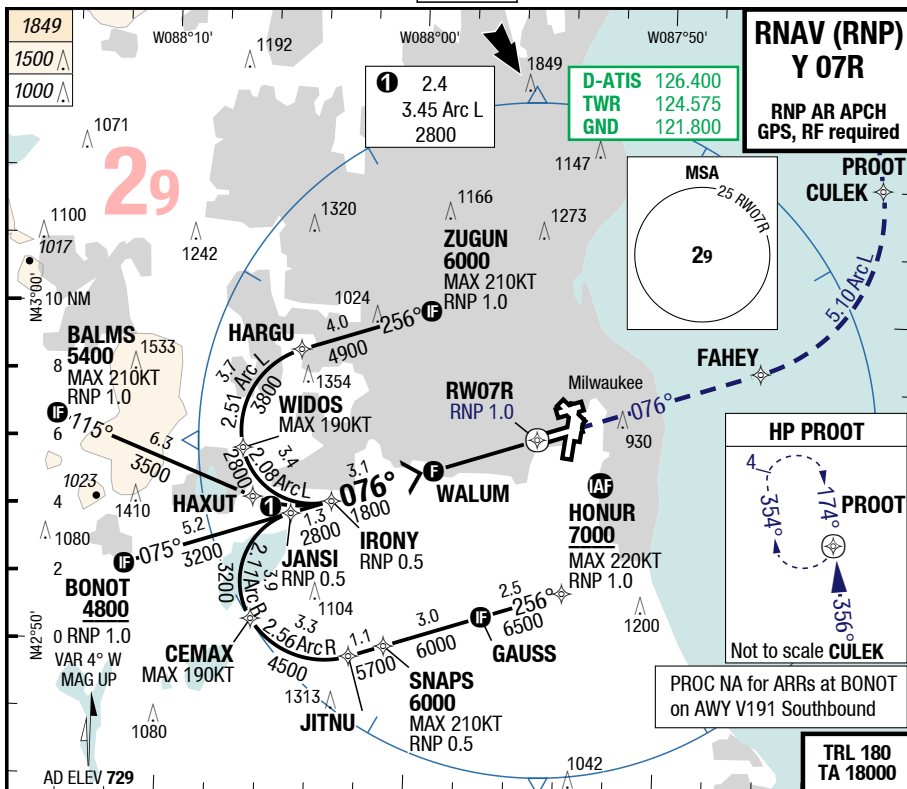 1849
1500
1000
W088°10'
W088°00'
W087°50'
1192
1849
1071
29
1100
1017
1242
1320
1166
1273
1147
1 2.4
3.45 Arc L
2800
D-ATIS 126.400
TWR 124.575
GND 121.800
RNAV (RNP)
Y 07R
RNP AR APCH
GPS, RF required
MSA
25 RW07R
29
PROOT
CULEK
5.10 Arc L
FAHEY
076°
ZUGUN
6000
MAX 210KT
RNP 1.0
IF
256°
4.0
4900
1024
HARGU
3.7
2.51 Arc L
3800
1354
WIDOS
MAX 190KT
3.4
2.08Arc L
2800
N43°00'
10 NM
8
6
4
2
0
N42°50'
BALMS
5400
MAX 210KT
RNP 1.0
IF
115°
6.3
3500
1533
1023
1410
1080
HAXUT
1
5.2
075°
3200
IF
BONOT
4800
RNP 1.0
VAR 4° W
MAG UP
1.3
2800
JANSI
RNP 0.5
3.1
076°
1800
IRONY
RNP 0.5
F
WALUM
RW07R
RNP 1.0
Milwaukee
930
IAF
HONUR
7000
MAX 220KT
RNP 1.0
2.5
256°
6500
1200
3.0
6000
IF
GAUSS
1.1
5700
SNAPS
6000
MAX 210KT
RNP 0.5
JITNU
1104
3.9
2.11Arc R
3200
3.3
2.56Arc R
4500
CEMAX
MAX 190KT
1313
1080
1042
AD ELEV 729
HP PROOT
4
354°
174°
PROOT
356°
Not to scale CULEK
PROC NA for ARRs at BONOT
on AWY V191 Southbound
TRL 180
TA 18000